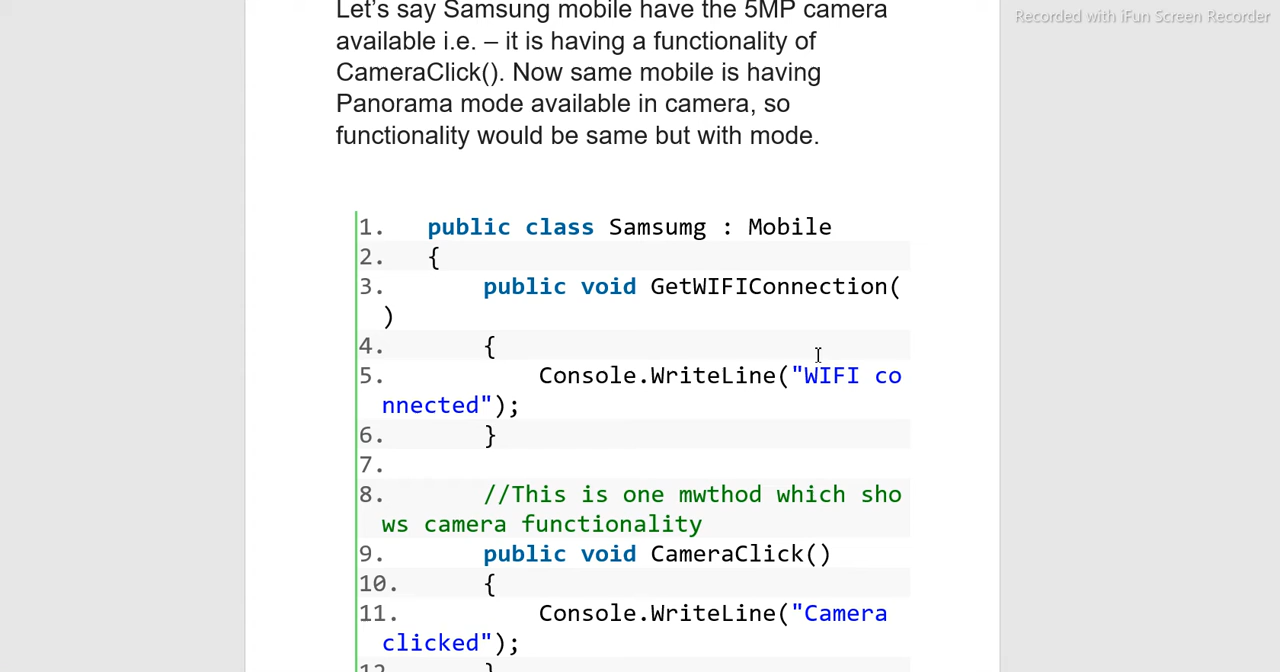 Recorded with iFun Screen Recorder
Let’s say Samsung mobile have the 5MP camera
available i.e. – it is having a functionality of
CameraClick(). Now same mobile is having
Panorama mode available in camera, so
functionality would be same but with mode.
1. public class Samsumg : Mobile
2. {
3. public void GetWIFIConnection(
)
4. {
5. Console.WriteLine("WIFI co
nnected");
6. }
7.
8. //This is one mwthod which sho
ws camera functionality
9. public void CameraClick()
10. {
11. Console.WriteLine("Camera
clicked");
12. }